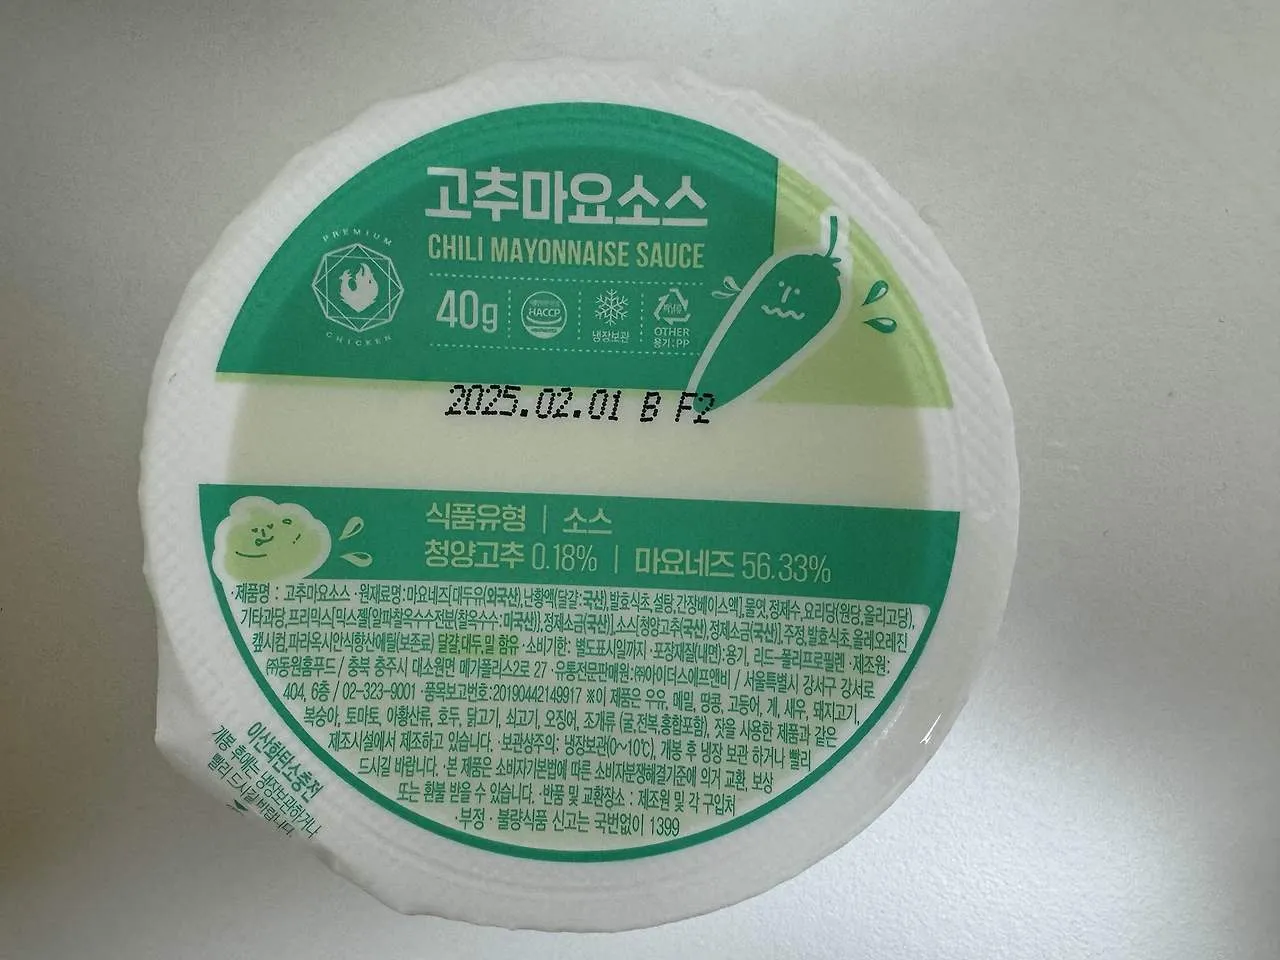 고추마요소스
CHILI MAYONNAISE SAUCE
PREMIUM
CHICKEN
40g
HACCP
냉장보관
OTHER
용기:PP
2025.02.01 B F2
식품유형 | 소스
청양고추 0.18% | 마요네즈 56.33%
·제품명 : 고추마요소스 ·원재료명:마요네즈[대두유(외국산),난황액(달걀:국산),발효식초,설탕,간장베이스액],물엿,정제수,요리당(원당,올리고당),
기타과당,프리믹스[믹스젤(알파찰옥수수전분(찰옥수수:미국산)],정제소금(국산)],소스[청양고추(국산),정제소금(국산)],주정,발효식초,올레오레진
캪시컴,파라옥시안식향산에틸(보존료) 달걀,대두,밀 함유 ·소비기한: 별도표시일까지 ·포장재질(내면):용기, 리드-폴리프로필렌 ·제조원:
㈜동원홈푸드 / 충북 충주시 대소원면 메가폴리스2로 27 ·유통전문판매원:㈜아이더스에프앤비 / 서울특별시 강서구 강서로
404, 6층 / 02-323-9001 ·품목보고번호:20190442149917 ※이 제품은 우유, 메밀, 땅콩, 고등어, 게, 새우, 돼지고기,
복숭아, 토마토, 아황산류, 호두, 닭고기, 쇠고기, 오징어, 조개류 (굴,전복,홍합포함), 잣을 사용한 제품과 같은
제조시설에서 제조하고 있습니다. ·보관상주의: 냉장보관(0~10℃), 개봉 후 냉장 보관 하거나 빨리
드시길 바랍니다. ·본 제품은 소비자기본법에 따른 소비자분쟁해결기준에 의거 교환, 보상
또는 환불 받을 수 있습니다. ·반품 및 교환장소 : 제조원 및 각 구입처
·부정 · 불량식품 신고는 국번없이 1399
이산화탄소충전
개봉 후에는 냉장보관하거나
빨리 드시길 바랍니다.